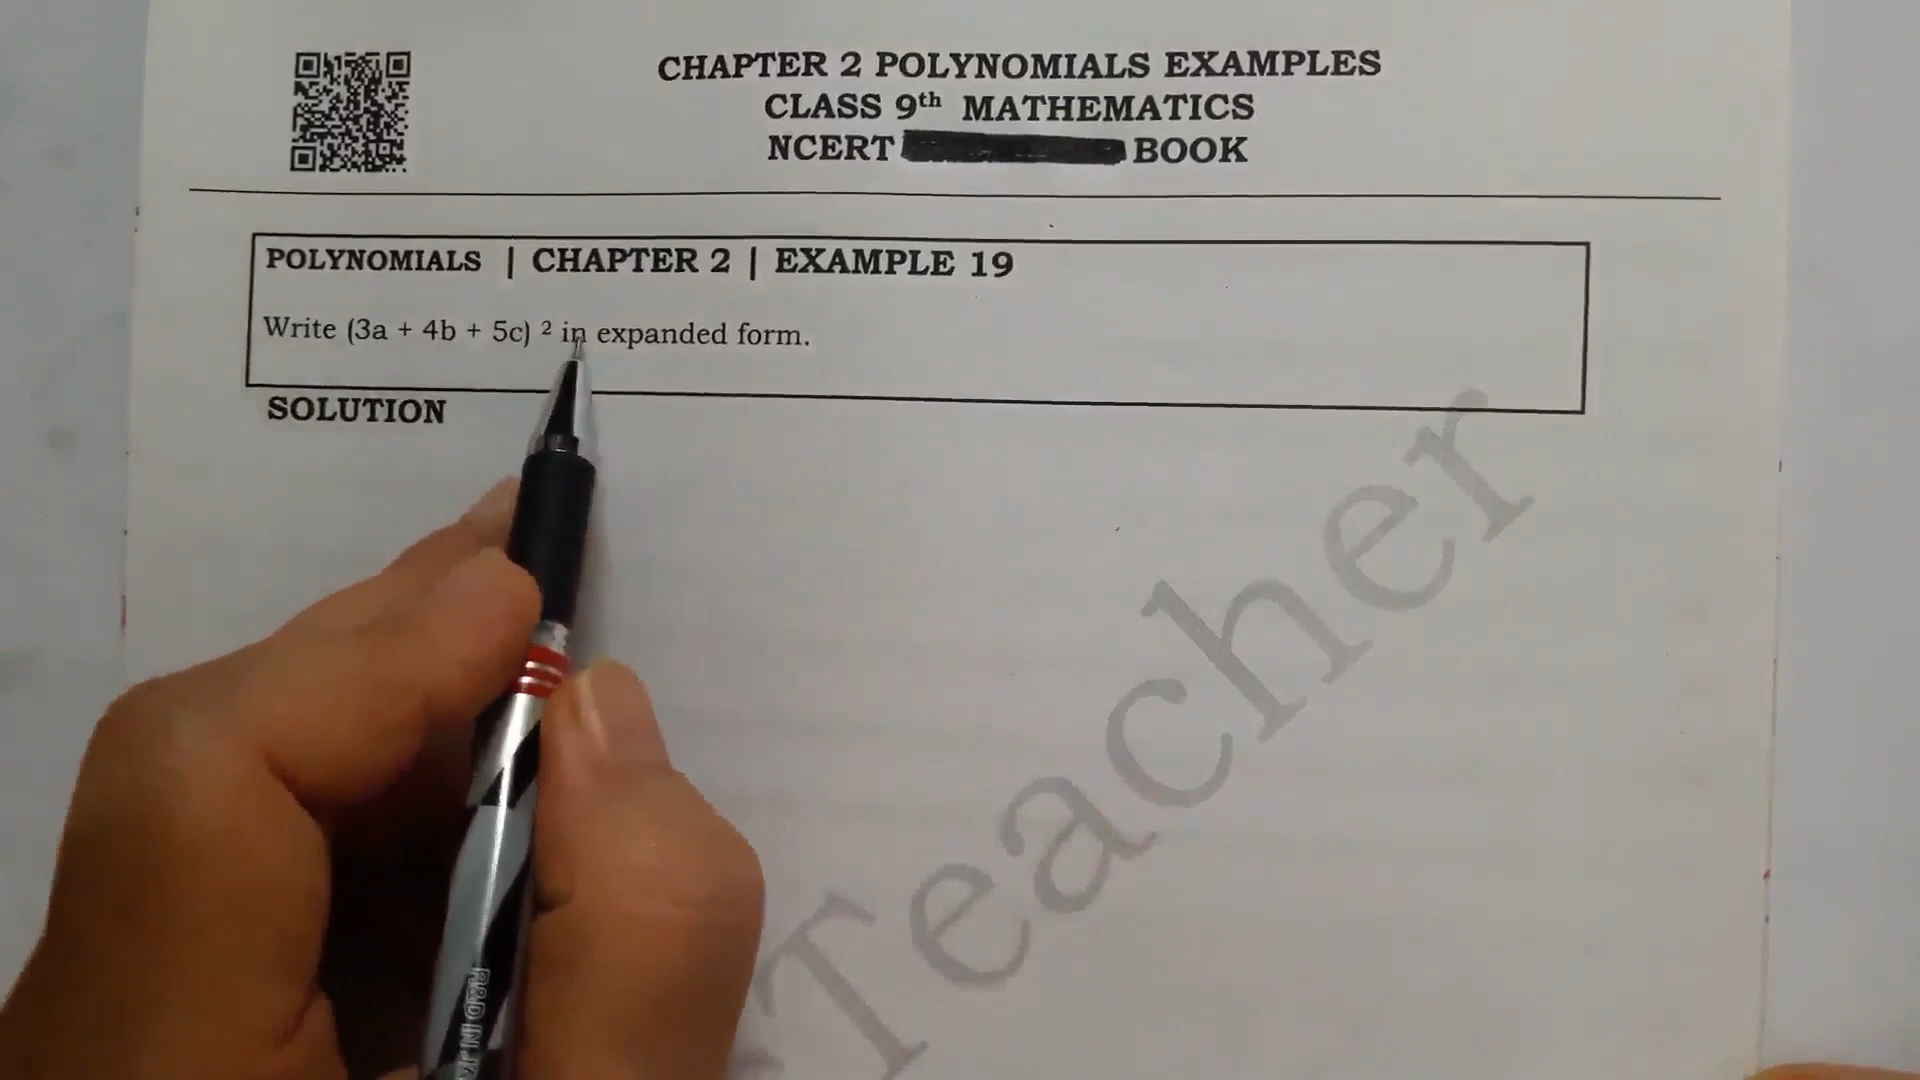 CHAPTER 2 POLYNOMIALS EXAMPLES
CLASS 9th MATHEMATICS
NCERT BOOK
POLYNOMIALS | CHAPTER 2 | EXAMPLE 19
Write (3a + 4b + 5c) ² in expanded form.
SOLUTION
Teacher